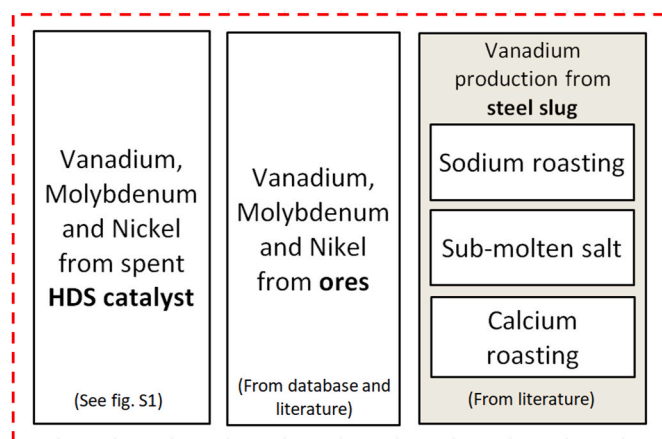 Vanadium,
Molybdenum
and Nickel
from spent
HDS catalyst
(See fig. S1)
Vanadium,
Molybdenum
and Nikel
from ores
(From database and
literature)
Vanadium
production from
steel slug
Sodium roasting
Sub-molten salt
Calcium
roasting
(From literature)